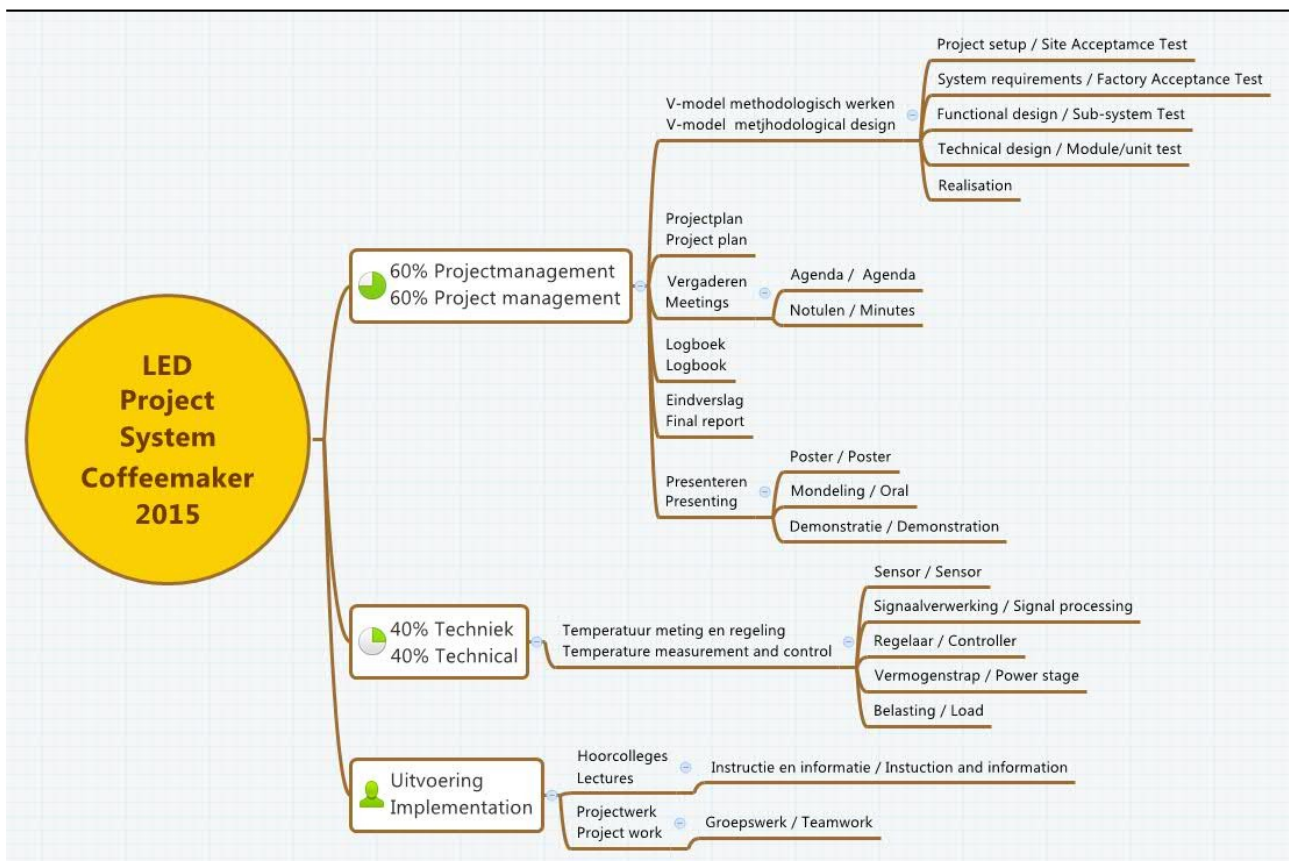 LED
Project
System
Coffeemaker
2015
60% Projectmanagement
60% Project management
V-model methodologisch werken
V-model metjhodological design
Project setup / Site Acceptamce Test
System requirements / Factory Acceptance Test
Functional design / Sub-system Test
Technical design / Module/unit test
Realisation
Projectplan
Project plan
Vergaderen
Meetings
Agenda / Agenda
Notulen / Minutes
Logboek
Logbook
Eindverslag
Final report
Presenteren
Presenting
Poster / Poster
Mondeling / Oral
Demonstratie / Demonstration
40% Techniek
40% Technical
Temperatuur meting en regeling
Temperature measurement and control
Sensor / Sensor
Signaalverwerking / Signal processing
Regelaar / Controller
Vermogenstrap / Power stage
Belasting / Load
Uitvoering
Implementation
Hoorcolleges
Lectures
Instructie en informatie / Instuction and information
Projectwerk
Project work
Groepswerk / Teamwork